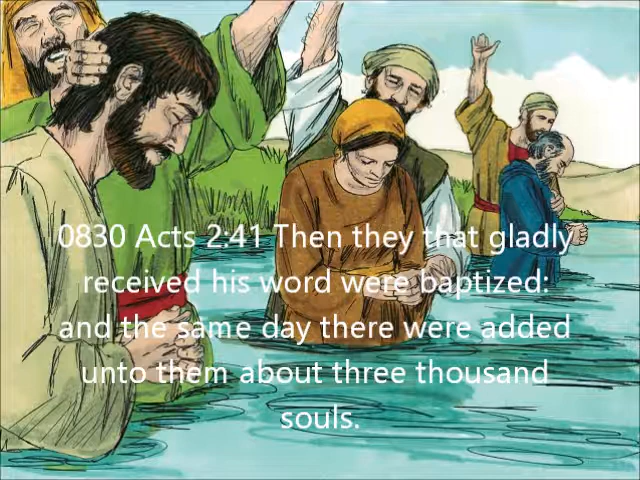 0830 Acts 2:41 Then they that gladly
received his word were baptized:
and the same day there were added
unto them about three thousand
souls.